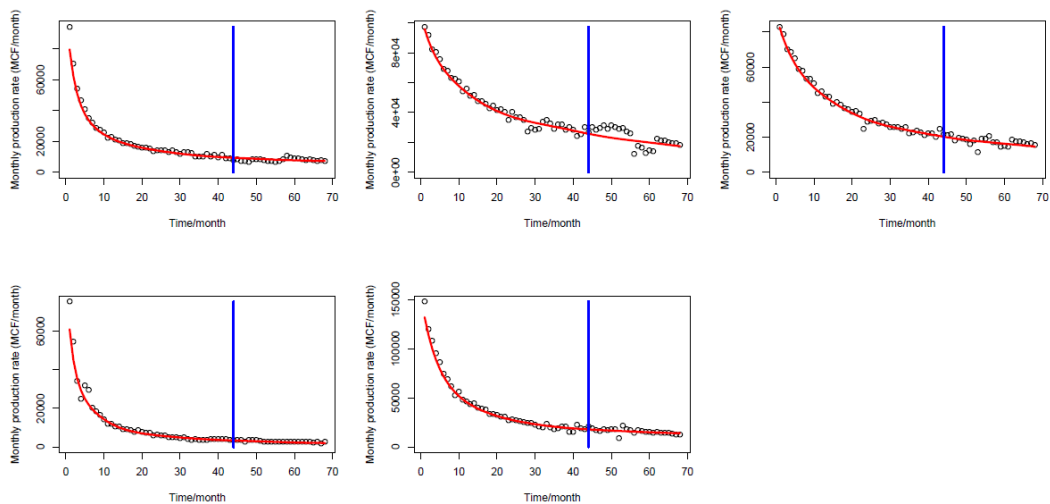 Monthly production rate (MCF/month)
0 20000 60000
0 10 20 30 40 50 60 70
Time/month
Monthly production rate (MCF/month)
0e+00 4e+04 8e+04
0 10 20 30 40 50 60 70
Time/month
Monthly production rate (MCF/month)
0 20000 60000
0 10 20 30 40 50 60 70
Time/month
Monthly production rate (MCF/month)
0 20000 60000
0 10 20 30 40 50 60 70
Time/month
Monthly production rate (MCF/month)
0 50000 100000 150000
0 10 20 30 40 50 60 70
Time/month